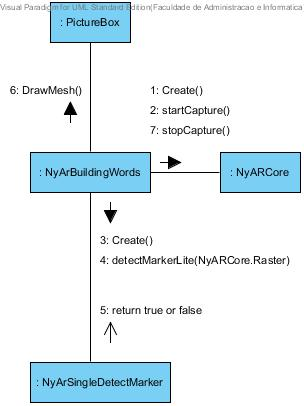 Visual Paradigm for UML Standard Edition(Faculdade de Administracao e Informatica
: PictureBox
6: DrawMesh()
1: Create()
2: startCapture()
7: stopCapture()
: NyArBuildingWords
: NyARCore
3: Create()
4: detectMarkerLite(NyARCore.Raster)
5: return true or false
: NyArSingleDetectMarker